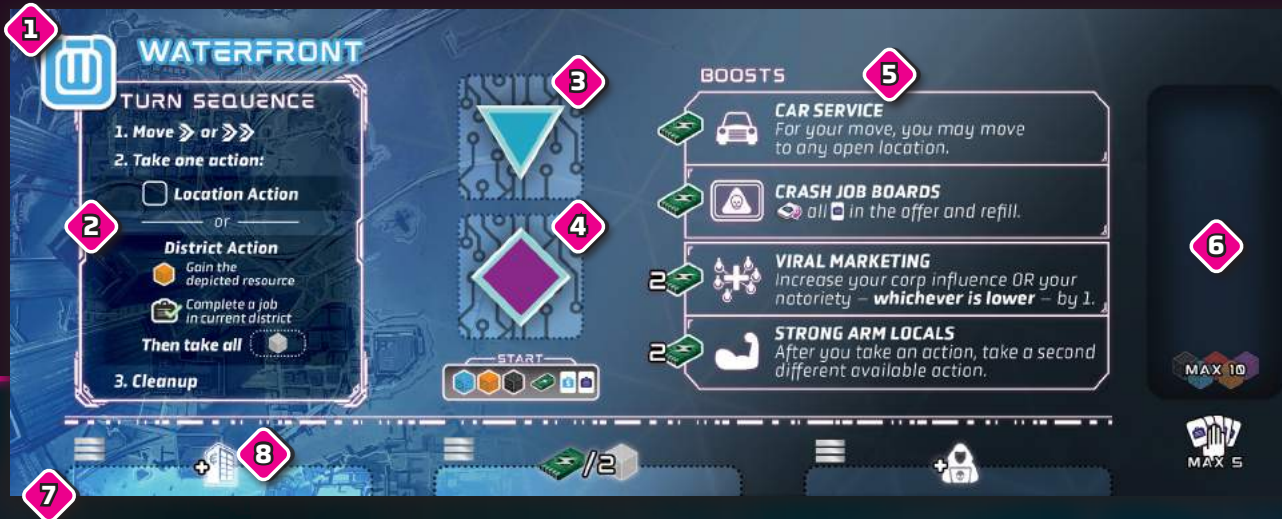 1
WATERFRONT
TURN SEQUENCE
1. Move > or >>
2. Take one action:
Location Action
or
District Action
Gain the
depicted resource
Complete a job
in current district
Then take all
3. Cleanup
2
3
4
START
BOOSTS
5
CAR SERVICE
For your move, you may move
to any open location.
CRASH JOB BOARDS
all in the offer and refill.
2
VIRAL MARKETING
Increase your corp influence OR your
notoriety – whichever is lower – by 1.
2
STRONG ARM LOCALS
After you take an action, take a second
different available action.
6
MAX 10
MAX 5
7
+
8
/2
+